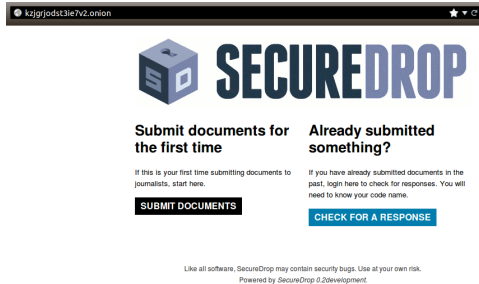 kzjgrjodst3ie7v2.onion
SD
SECUREDROP
Submit documents for
the first time
If this is your first time submitting documents to
journalists, start here.
SUBMIT DOCUMENTS
Already submitted
something?
If you have already submitted documents in the
past, login here to check for responses. You will
need to know your code name.
CHECK FOR A RESPONSE
Like all software, SecureDrop may contain security bugs. Use at your own risk.
Powered by SecureDrop 0.2development.